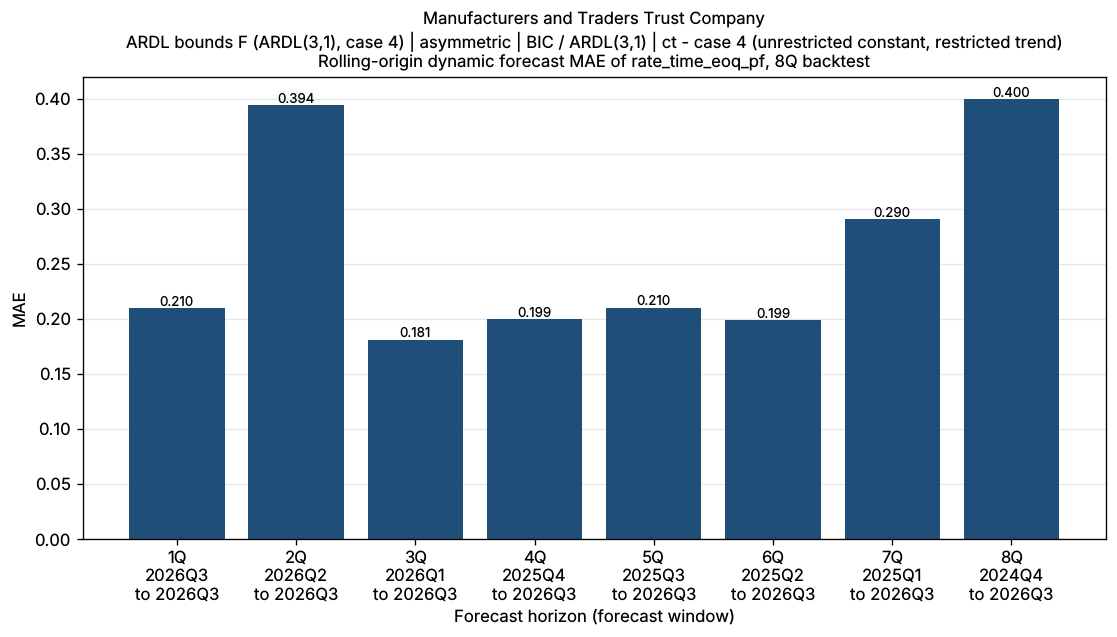 Manufacturers and Traders Trust Company
ARDL bounds F (ARDL(3,1), case 4) | asymmetric | BIC / ARDL(3,1) | ct - case 4 (unrestricted constant, restricted trend)
Rolling-origin dynamic forecast MAE of rate_time_eoq_pf, 8Q backtest
MAE
0.40
0.35
0.30
0.25
0.20
0.15
0.10
0.05
0.00
0.210
0.394
0.181
0.199
0.210
0.199
0.290
0.400
1Q
2026Q3
to 2026Q3
2Q
2026Q2
to 2026Q3
3Q
2026Q1
to 2026Q3
4Q
2025Q4
to 2026Q3
5Q
2025Q3
to 2026Q3
6Q
2025Q2
to 2026Q3
7Q
2025Q1
to 2026Q3
8Q
2024Q4
to 2026Q3
Forecast horizon (forecast window)